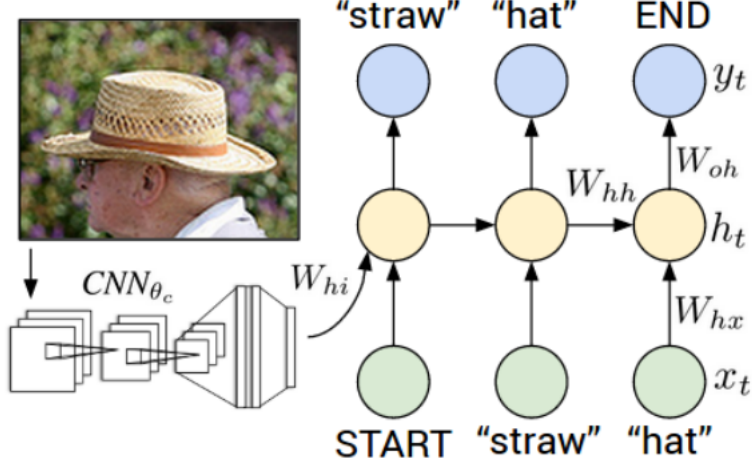 “straw” “hat” END
y_t
W_oh
W_hh
h_t
CNN_θc
W_hi
W_hx
x_t
START “straw” “hat”